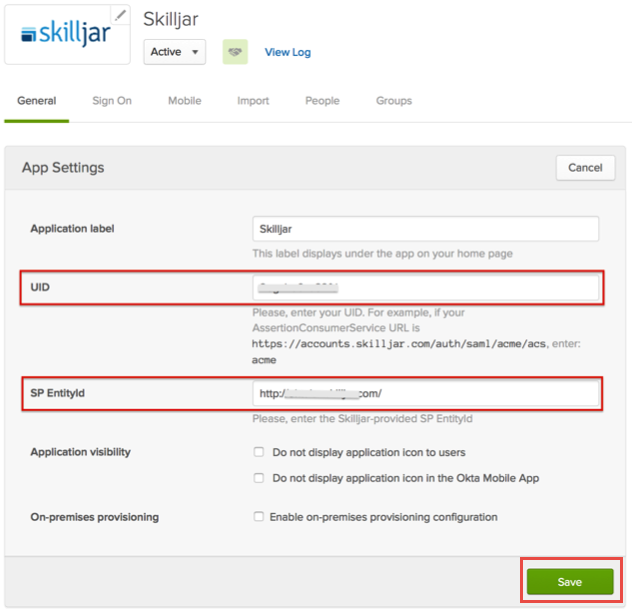 skilljar
Skilljar
Active
View Log
General Sign On Mobile Import People Groups
App Settings
Cancel
Application label
Skilljar
This label displays under the app on your home page
UID
Please, enter your UID. For example, if your
AssertionConsumerService URL is
https://accounts.skilljar.com/auth/saml/acme/acs, enter:
acme
SP EntityId
http:/ com/
Please, enter the Skilljar-provided SP EntityId
Application visibility
Do not display application icon to users
Do not display application icon in the Okta Mobile App
On-premises provisioning
Enable on-premises provisioning configuration
Save